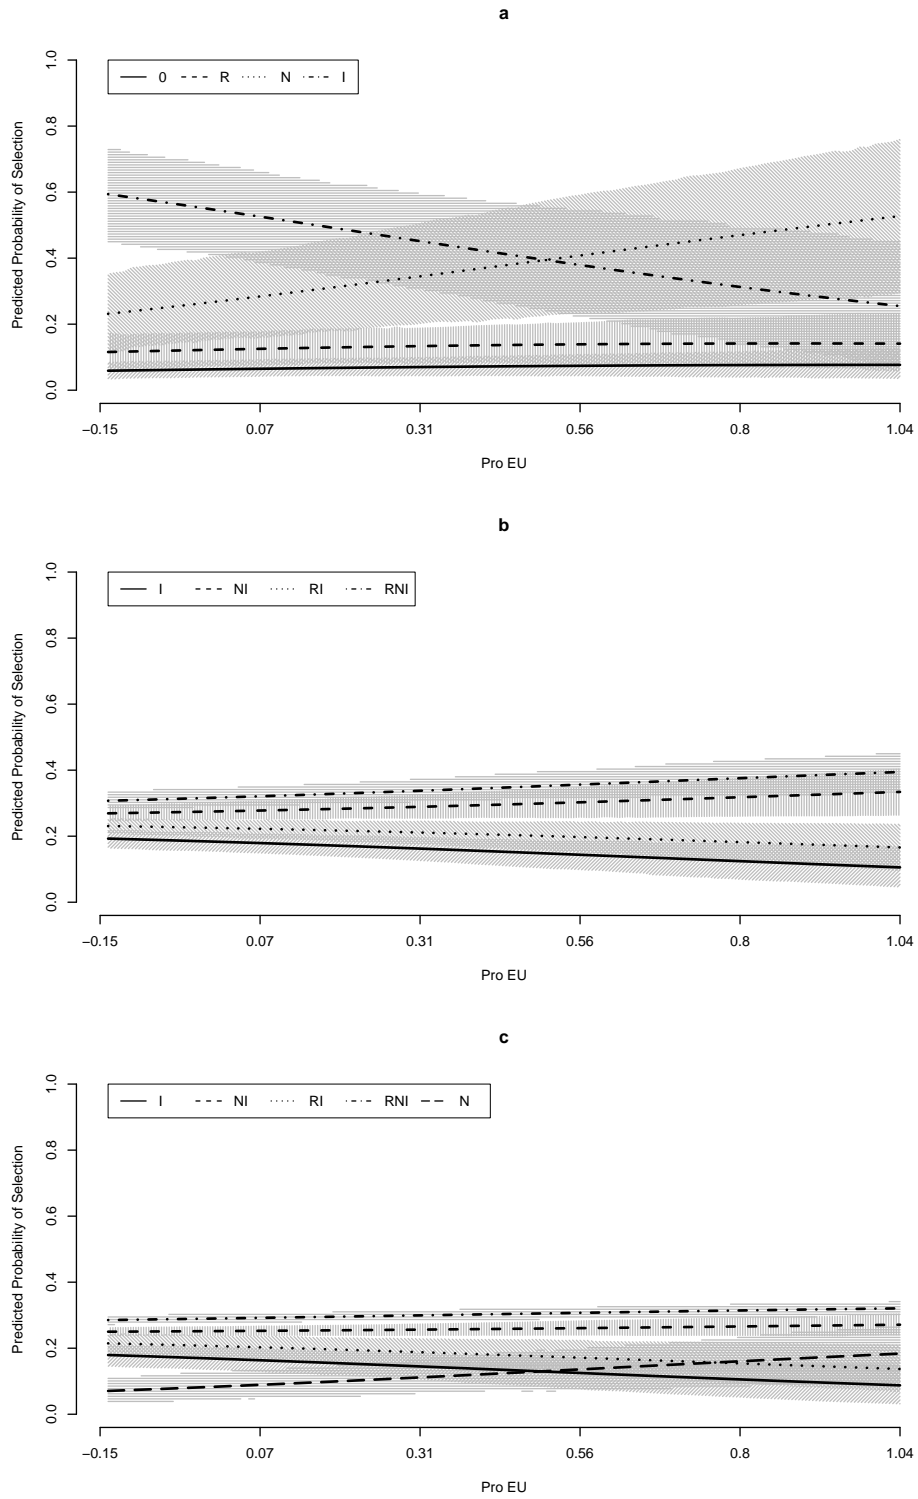 a
1.0
0.8
0.6
0.4
0.2
0.0
Predicted Probability of Selection
0 R N I
−0.15 0.07 0.31 0.56 0.8 1.04
Pro EU
b
1.0
0.8
0.6
0.4
0.2
0.0
Predicted Probability of Selection
I NI RI RNI
−0.15 0.07 0.31 0.56 0.8 1.04
Pro EU
c
1.0
0.8
0.6
0.4
0.2
0.0
Predicted Probability of Selection
I NI RI RNI N
−0.15 0.07 0.31 0.56 0.8 1.04
Pro EU